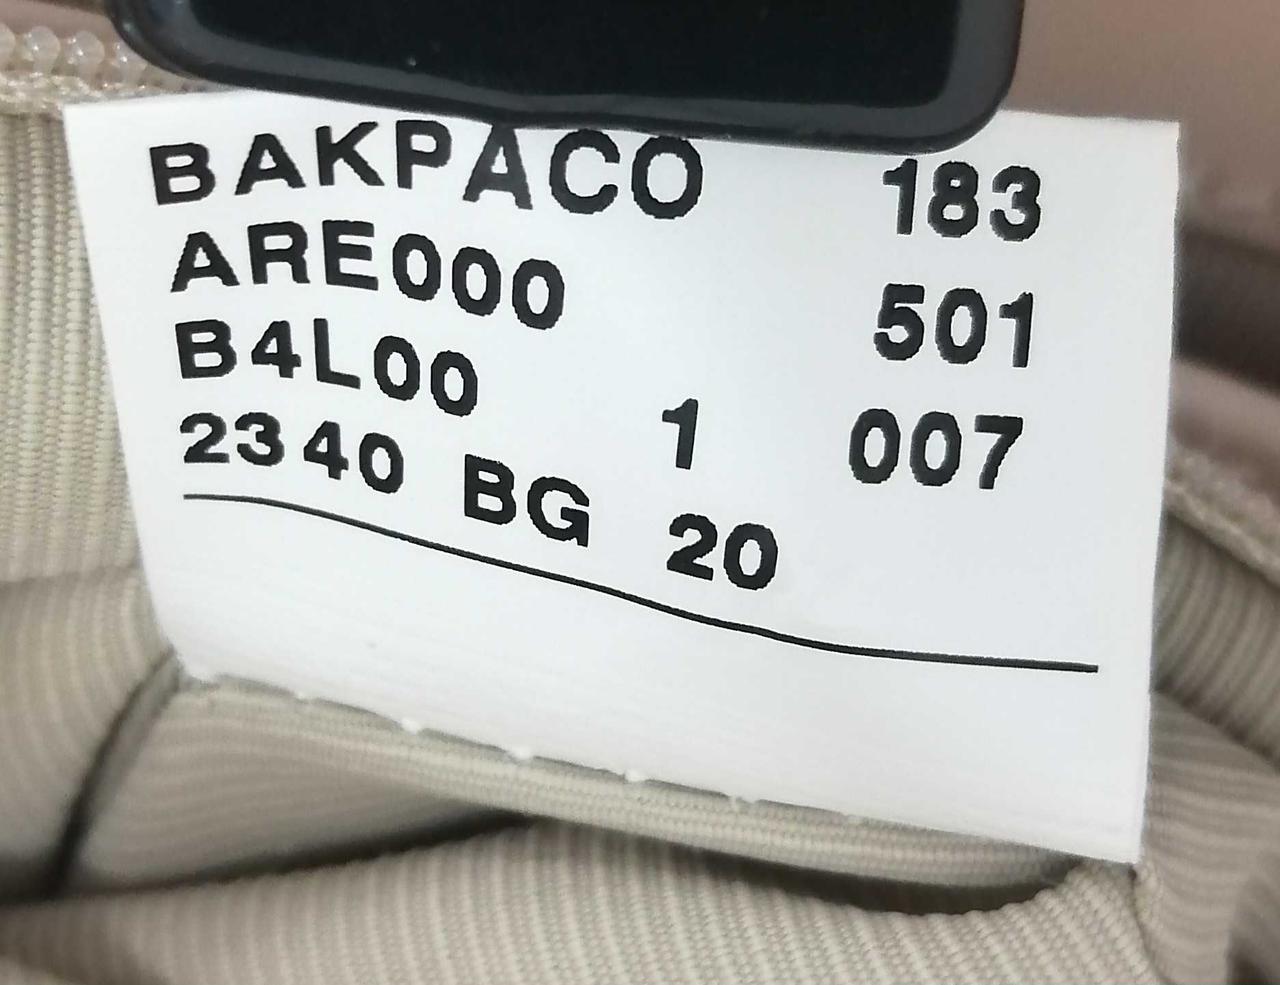 BAKPACO 183
ARE000 501
B4L00 1 007
2340 BG 20